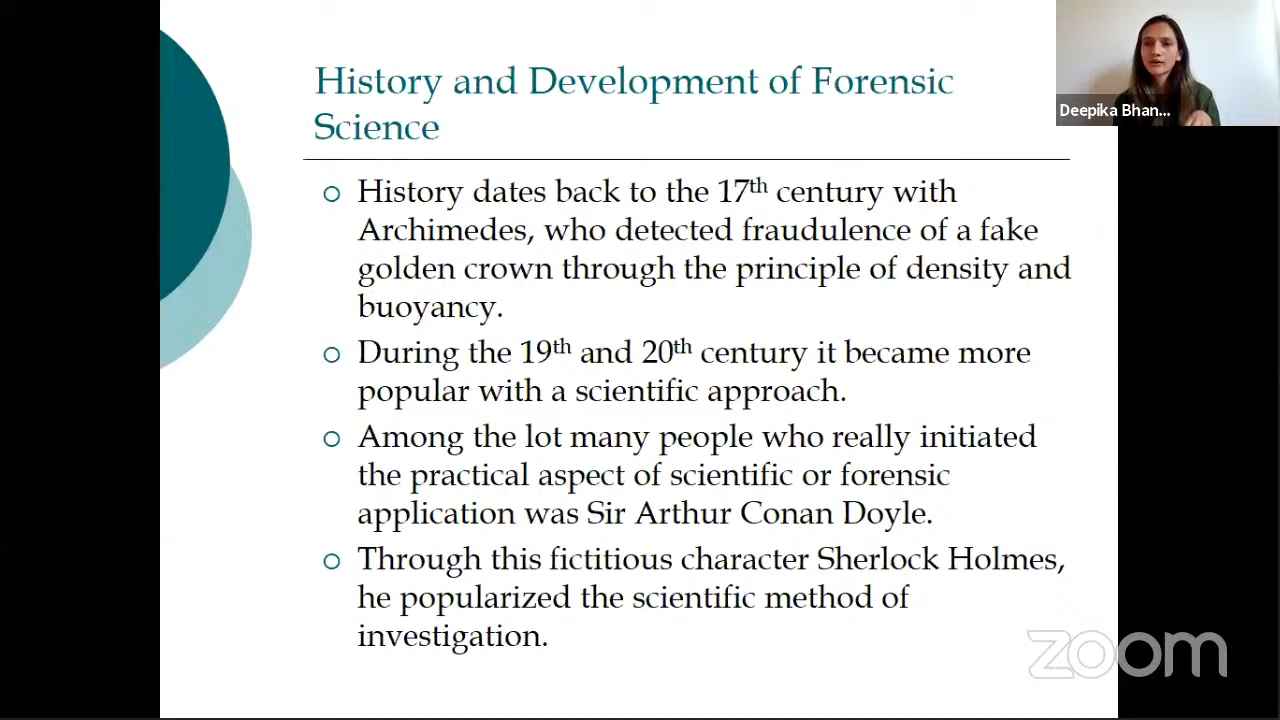 History and Development of Forensic
Science
Deepika Bhan...
History dates back to the 17th century with
Archimedes, who detected fraudulence of a fake
golden crown through the principle of density and
buoyancy.
During the 19th and 20th century it became more
popular with a scientific approach.
Among the lot many people who really initiated
the practical aspect of scientific or forensic
application was Sir Arthur Conan Doyle.
Through this fictitious character Sherlock Holmes,
he popularized the scientific method of
investigation.
zoom